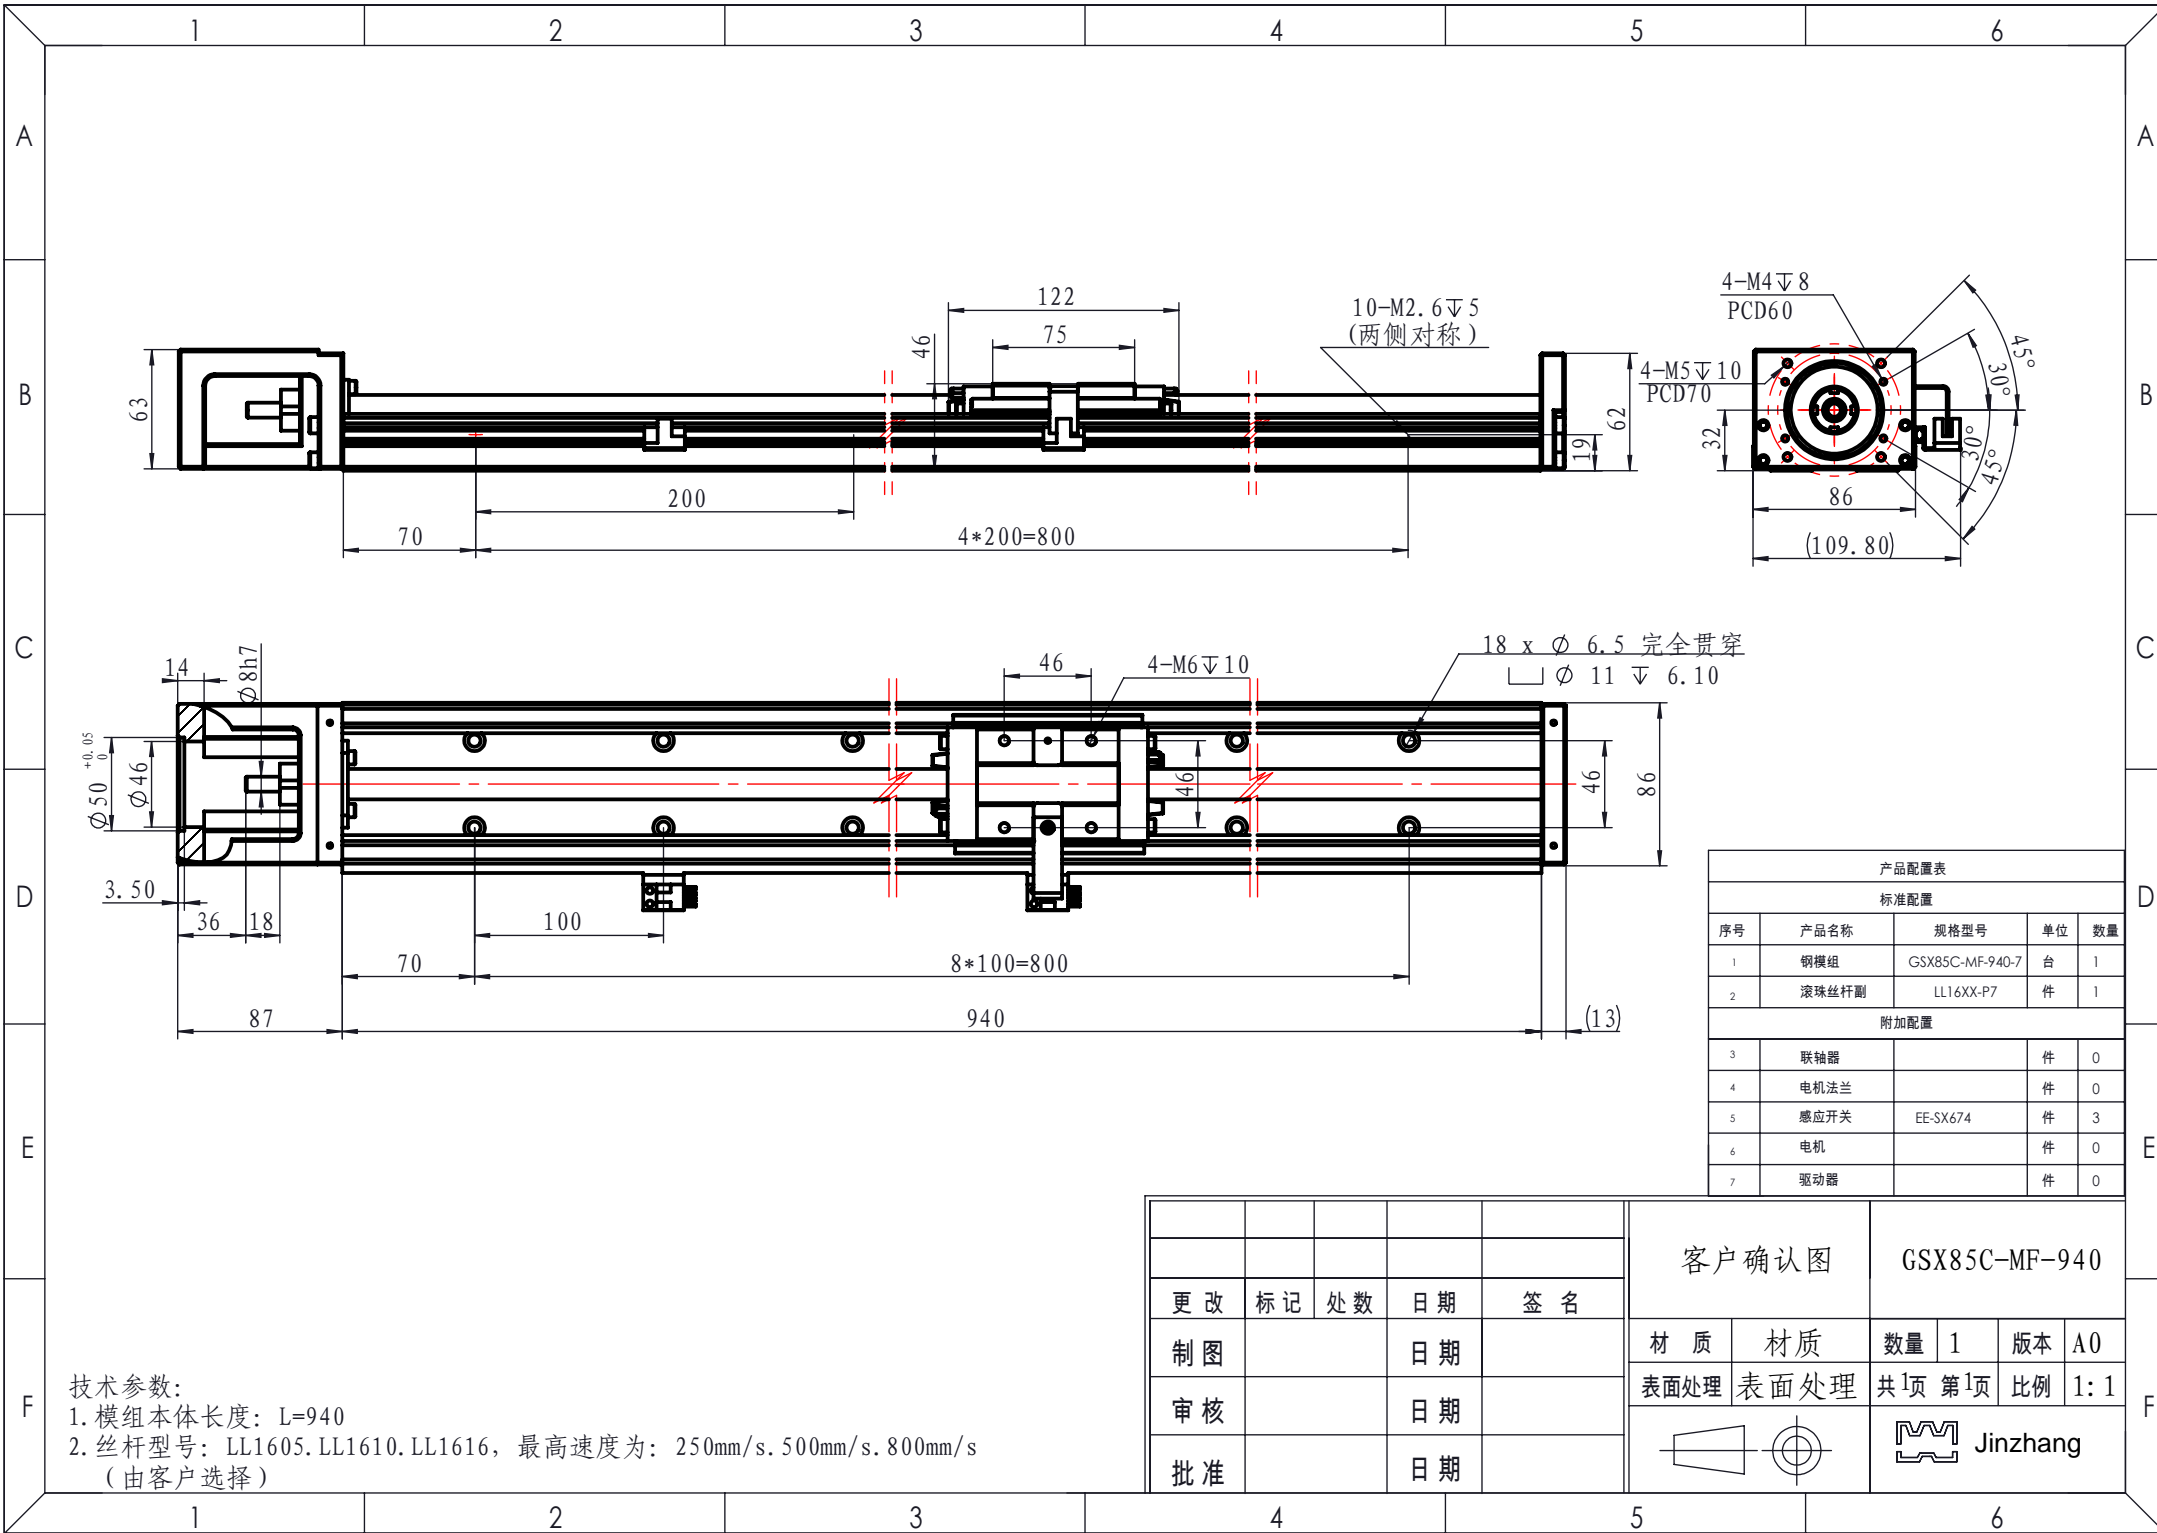 1 2 3 4 5 6
A A
B B
C C
D D
E E
F F
122
75
46
10-M2.6↧5
(两侧对称)
63
62
19
200
70
4*200=800
4-M4↧8
PCD60
4-M5↧10
PCD70
45°
30°
30°
45°
32
86
(109.80)
14
Ø8h7
46
4-M6↧10
18 x Ø 6.5 完全贯穿
⌴ Ø 11 ↧ 6.10
Ø50 +0.05 0
Ø46
46
46
86
3.50
36
18
100
70
8*100=800
87
940
(13)
产品配置表
标准配置
序号 产品名称 规格型号 单位 数量
1 钢模组 GSX85C-MF-940-7 台 1
2 滚珠丝杆副 LL16XX-P7 件 1
附加配置
3 联轴器 件 0
4 电机法兰 件 0
5 感应开关 EE-SX674 件 3
6 电机 件 0
7 驱动器 件 0
客户确认图 GSX85C-MF-940
更改 标记 处数 日期 签名
制图 日期
审核 日期
批准 日期
材质 材质 数量 1 版本 A0
表面处理 表面处理 共1页 第1页 比例 1:1
Jinzhang
技术参数:
1.模组本体长度: L=940
2.丝杆型号: LL1605.LL1610.LL1616, 最高速度为: 250mm/s.500mm/s.800mm/s
(由客户选择)
1 2 3 4 5 6